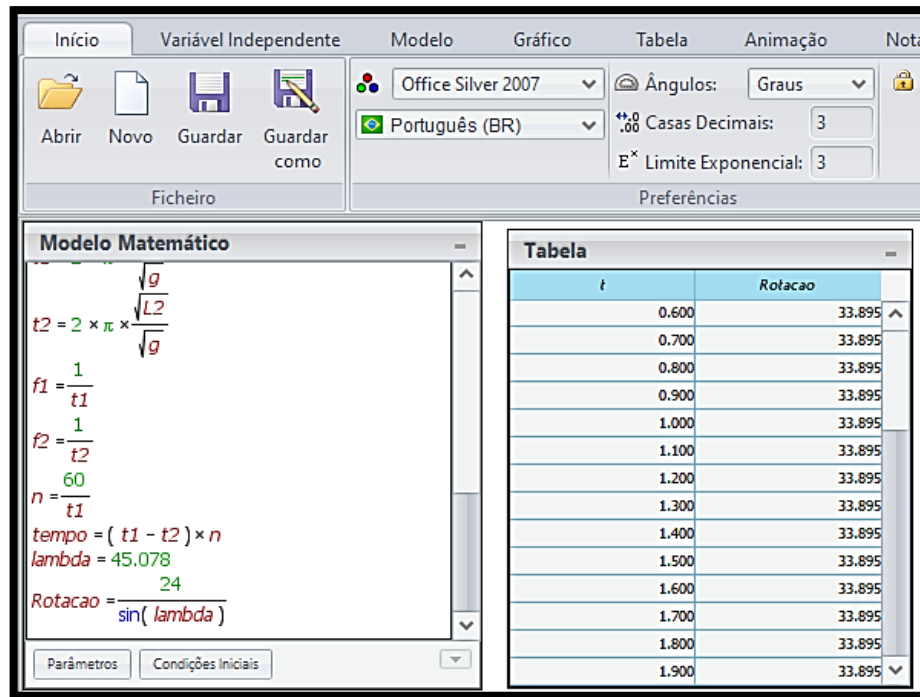 Início Variável Independente Modelo Gráfico Tabela Animação
Office Silver 2007 Ângulos: Graus
Português (BR) Casas Decimais: 3
Abrir Novo Guardar Guardar como Limite Exponencial: 3
Ficheiro Preferências
Modelo Matemático
√g
t2 = 2 × π × √L2 / √g
f1 = 1 / t1
f2 = 1 / t2
n = 60 / t1
tempo = ( t1 - t2 ) × n
lambda = 45.078
Rotacao = 24 / sin( lambda )
Parâmetros Condições Iniciais
Tabela
t Rotacao
0.600 33.895
0.700 33.895
0.800 33.895
0.900 33.895
1.000 33.895
1.100 33.895
1.200 33.895
1.300 33.895
1.400 33.895
1.500 33.895
1.600 33.895
1.700 33.895
1.800 33.895
1.900 33.895